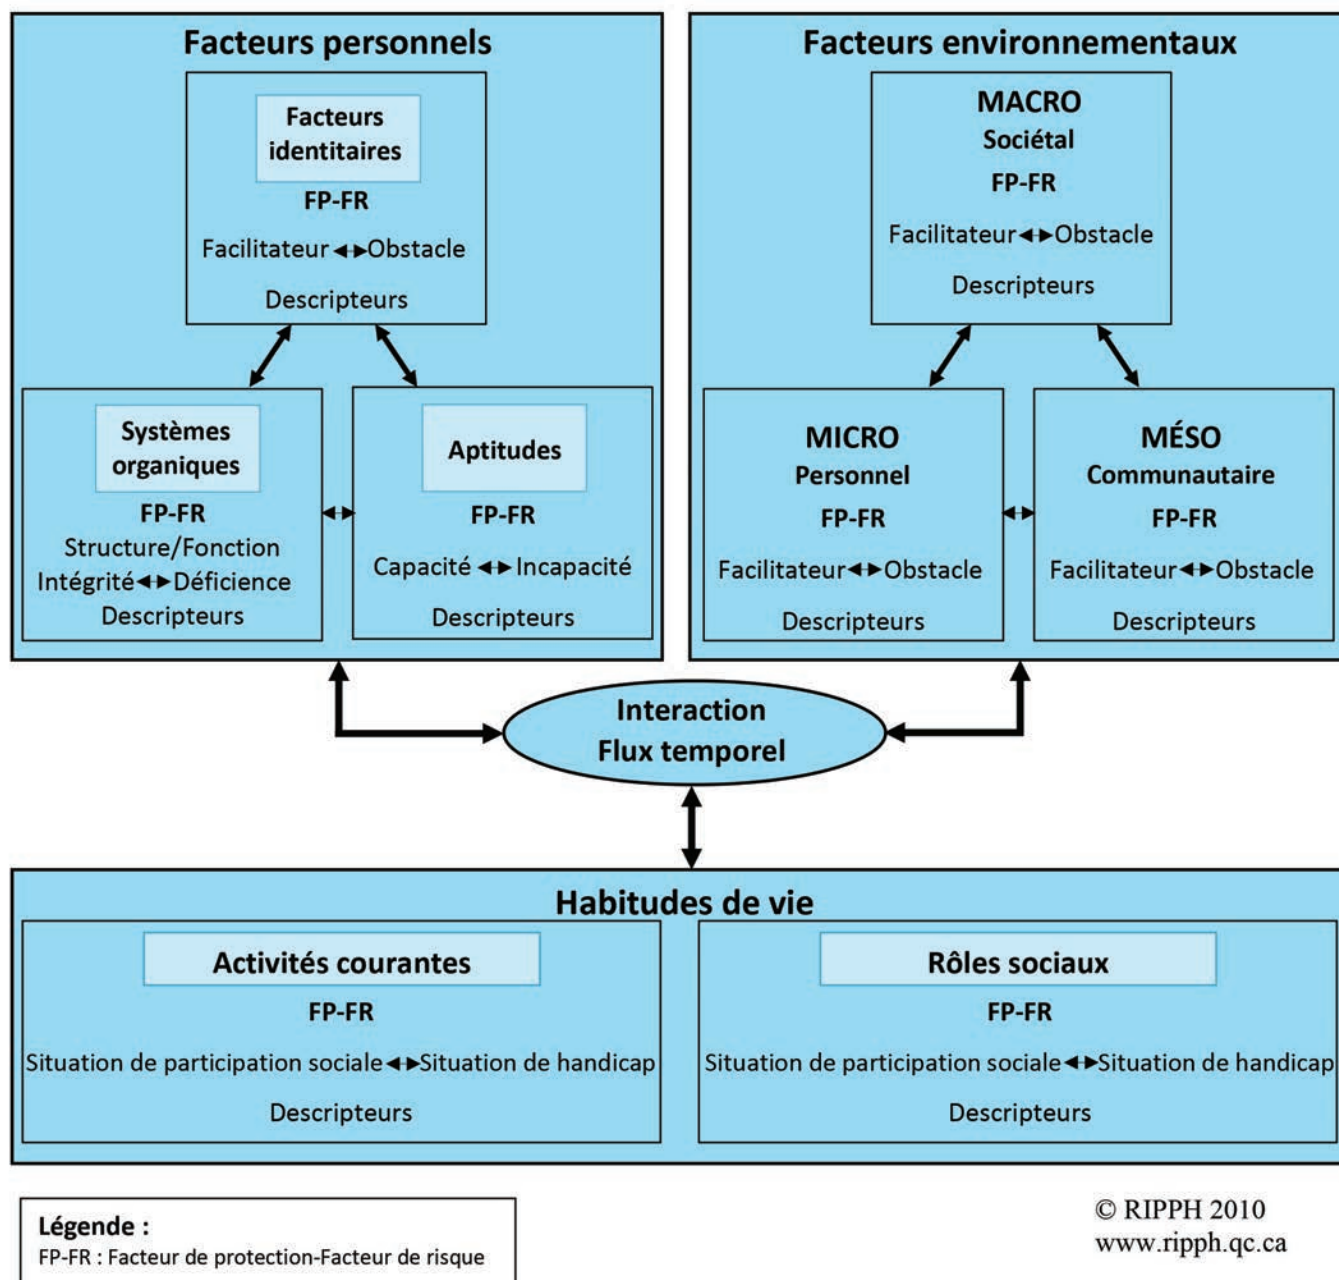 Facteurs personnels
Facteurs
identitaires
FP-FR
Facilitateur Obstacle
Descripteurs
Systèmes
organiques
FP-FR
Structure/Fonction
Intégrité Déficience
Descripteurs
Aptitudes
FP-FR
Capacité Incapacité
Descripteurs
Facteurs environnementaux
MACRO
Sociétal
FP-FR
Facilitateur Obstacle
Descripteurs
MICRO
Personnel
FP-FR
Facilitateur Obstacle
Descripteurs
MÉSO
Communautaire
FP-FR
Facilitateur Obstacle
Descripteurs
Interaction
Flux temporel
Habitudes de vie
Activités courantes
FP-FR
Situation de participation sociale Situation de handicap
Descripteurs
Rôles sociaux
FP-FR
Situation de participation sociale Situation de handicap
Descripteurs
Légende :
FP-FR : Facteur de protection-Facteur de risque
© RIPPH 2010
www.ripph.qc.ca